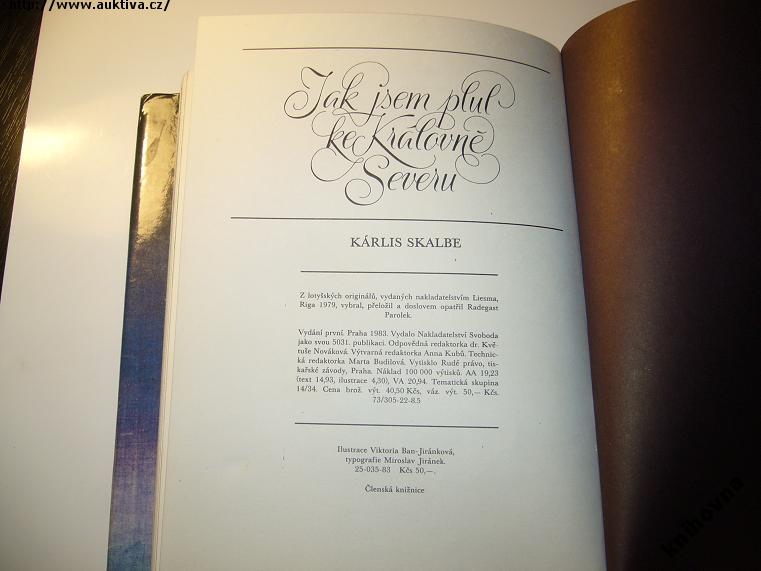 http://www.auktiva.cz/
Jak jsem plul
ke Královně
Severu
KÁRLIS SKALBE
Z lotyšských originálů, vydaných nakladatelstvím Liesma,
Riga 1979, vybral, přeložil a doslovem opatřil Radegast
Parolek.
Vydání první. Praha 1983. Vydalo Nakladatelství Svoboda
jako svou 5031. publikaci. Odpovědná redaktorka dr. Kvě-
tuše Nováková. Výtvarná redaktorka Anna Kubů. Technic-
ká redaktorka Marta Budilová. Vytisklo Rudé právo, tis-
kařské závody, Praha. Náklad 100 000 výtisků. AA 19,23
(text 14,93, ilustrace 4,30), VA 20,94. Tematická skupina
14/34. Cena brož. výt. 40,50 Kčs, váz. výt. 50,— Kčs.
73/305-22-8.5
Ilustrace Viktoria Ban-Jiránková,
typografie Miroslav Jiránek.
25-035-83 Kčs 50,—.
Členská knižnice
knihovna